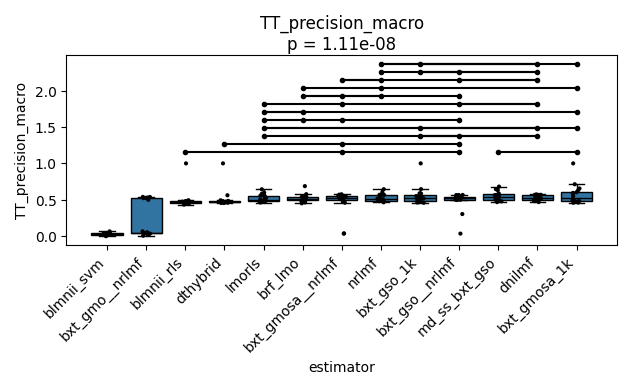 TT_precision_macro
p = 1.11e-08
TT_precision_macro
2.0
1.5
1.0
0.5
0.0
blmnii_svm
bxt_gmo__nrlmf
blmnii_rls
dthybrid
lmorls
brf_lmo
bxt_gmosa__nrlmf
nrlmf
bxt_gso_1k
bxt_gso__nrlmf
md_ss_bxt_gso
dnilmf
bxt_gmosa_1k
estimator